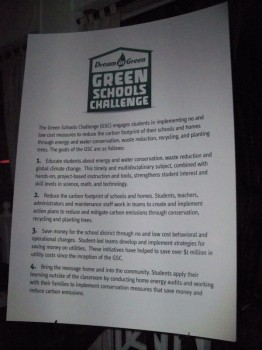 Dream in Green
GREEN
SCHOOLS
CHALLENGE
The Green Schools Challenge (GSC) engages students in implementing no and
low cost measures to reduce the carbon footprint of their schools and homes
through energy and water conservation, waste reduction, recycling, and planting
trees. The goals of the GSC are as follows:
1. Educate students about energy and water conservation, waste reduction and
global climate change. This timely and multidisciplinary subject, combined with
hands-on, project-based instruction and tools, strengthens student interest and
skill levels in science, math, and technology.
2. Reduce the carbon footprint of schools and homes. Students, teachers,
administrators and maintenance staff work in teams to create and implement
action plans to reduce and mitigate carbon emissions through conservation,
recycling and planting trees.
3. Save money for the school district through no and low cost behavioral and
operational changes. Student-led teams develop and implement strategies for
saving money on utilities. These initiatives have helped to save over $1 million in
utility costs since the inception of the GSC.
4. Bring the message home and into the community. Students apply their
learning outside of the classroom by conducting home energy audits and working
with their families to implement conservation measures that save money and
reduce carbon emissions.